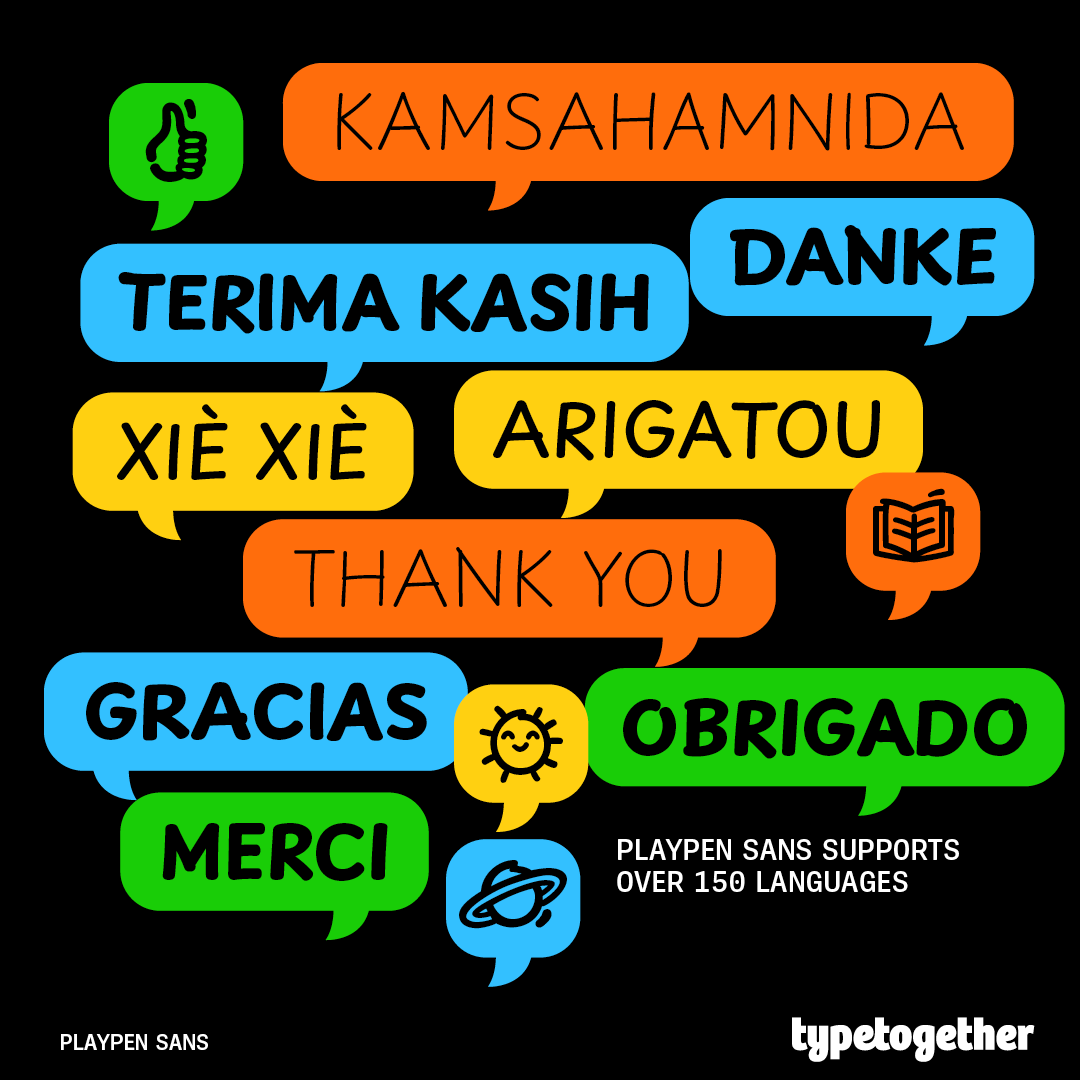 KAMSAHAMNIDA
DANKE
TERIMA KASIH
XIÈ XIÈ
ARIGATOU
THANK YOU
GRACIAS
OBRIGADO
MERCI
PLAYPEN SANS SUPPORTS
OVER 150 LANGUAGES
PLAYPEN SANS
typetogether